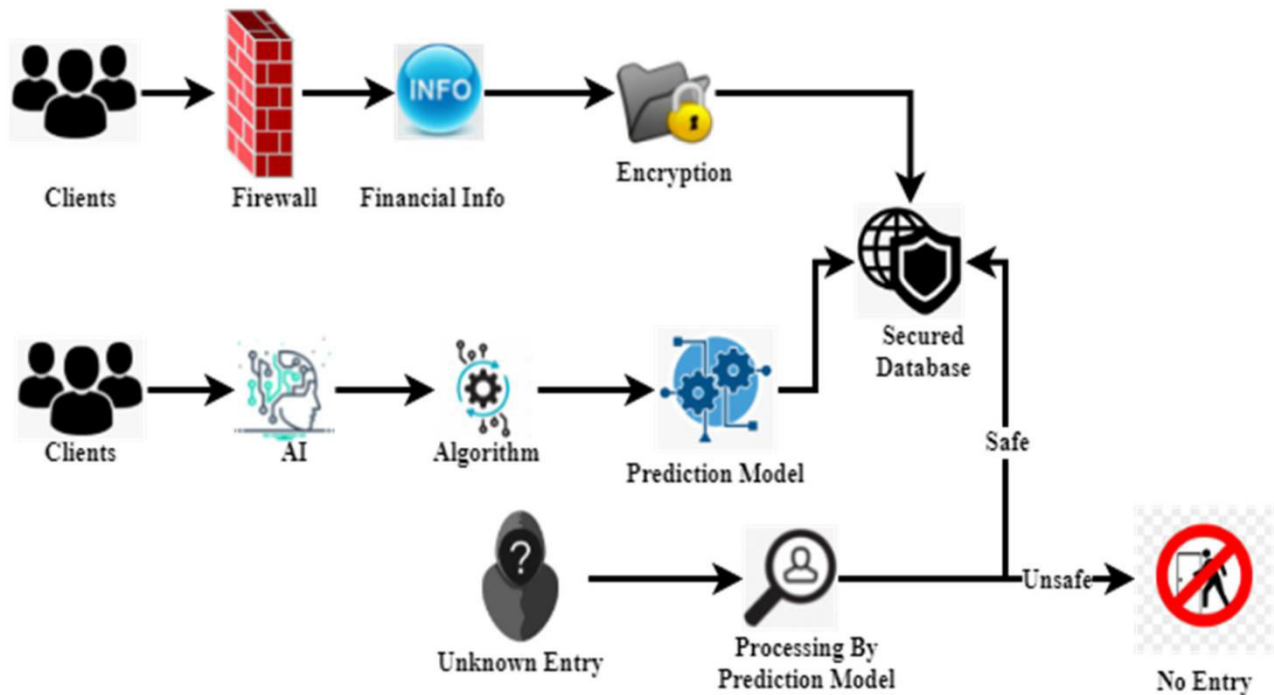 INFO
Encryption
Clients
Firewall
Financial Info
Secured
Database
Clients
AI
Algorithm
Prediction Model
Safe
?
Unsafe
Unknown Entry
Processing By
Prediction Model
No Entry